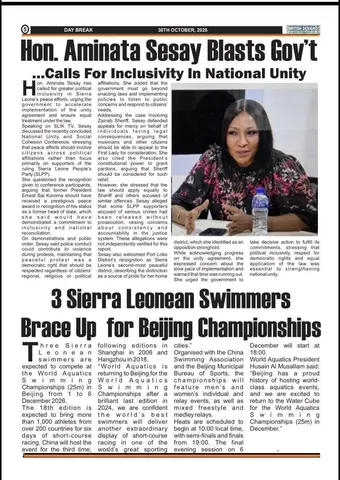 5
DAY BREAK
30TH OCTOBER, 2026
Hon. Aminata Sesay Blasts Gov't
...Calls For Inclusivity In National Unity
Hon. Aminata Sesay has
called for greater political
inclusivity in Sierra
Leone's peace efforts, urging the
government to accelerate
implementation of the unity
agreement and ensure equal
treatment under the law.
Speaking on SLIK TV, Sesay
discussed the recently concluded
National Unity and Social
Cohesion Conference, stressing
that peace efforts should involve
citizens across political
affiliations rather than focus
primarily on supporters of the
ruling Sierra Leone People's
Party (SLPP).
She questioned the recognition
given to conference participants,
arguing that former President
Ernest Bai Koroma should have
received a prestigious peace
award in recognition of his status
as a former head of state, which
she said would have
demonstrated a commitment to
inclusivity and national
reconciliation.
On demonstrations and public
order, Sesay said police conduct
could contribute to violence
during protests, maintaining that
peaceful protest was a
democratic right that should be
respected regardless of citizens'
regional, religious or political
affiliations. She added that the
government must go beyond
enacting laws and implementing
policies to listen to public
concerns and respond to citizens'
needs.
Addressing the case involving
Zainab Sheriff, Sesay defended
appeals for mercy on behalf of
individuals facing legal
consequences, arguing that
musicians and other citizens
should be able to appeal to the
First Lady for consideration. She
also cited the President's
constitutional power to grant
pardons, arguing that Sheriff
should be considered for such
relief.
However, she stressed that the
law should apply equally to
Sheriff and others accused of
similar offenses. Sesay alleged
that some SLPP supporters
accused of serious crimes had
been released without
prosecution, raising concerns
about consistency and
accountability in the justice
system. These allegations were
not independently verified for this
report.
Sesay also welcomed Port Loko
District's recognition as Sierra
Leone's second-most peaceful
district, describing the distinction
as a source of pride for her home
district, which she identified as an
opposition stronghold.
While acknowledging progress
on the unity agreement, she
expressed concern about the
slow pace of implementation and
warned that time was running out.
She urged the government to
take decisive action to fulfill its
commitments, stressing that
political inclusivity, respect for
democratic rights and equal
application of the law was
essential to strengthening
national unity.
3 Sierra Leonean Swimmers
Brace Up for Beijing Championships
Three Sierra
Leonean
swimmers are
expected to compete at
the World Aquatics
Swimming
Championships (25m) in
Beijing from 1 to 6
December 2026.
The 18th edition is
expected to bring more
than 1,000 athletes from
over 200 countries for six
days of short-course
racing. China will host the
event for the third time,
following editions in
Shanghai in 2006 and
Hangzhou in 2018.
"World Aquatics is
returning to Beijing for the
World Aquatics
Swimming
Championships after a
brilliant last edition in
2024, we are confident
the world's best
swimmers will deliver
another extraordinary
display of short-course
racing in one of the
world's great sporting
cities."
Organised with the China
Swimming Association
and the Beijing Municipal
Bureau of Sports, the
championships will
feature men's and
women's individual and
relay events, as well as
mixed freestyle and
medley relays.
Heats are scheduled to
begin at 10:00 local time,
with semi-finals and finals
from 19:00. The final
evening session on 6
December will start at
18:00.
World Aquatics President
Husain Al Musallam said:
"Beijing has a proud
history of hosting world-
class aquatics events,
and we are excited to
return to the Water Cube
for the World Aquatics
Swimming
Championships (25m) in
December."